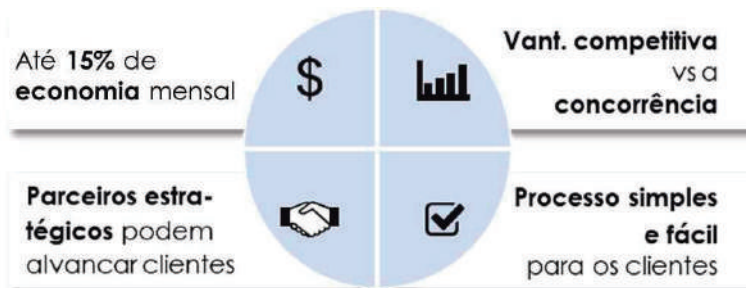 Até 15% de
economia mensal
$
Vant. competitiva
vs a
concorrência
Parceiros estra-
tégicos podem
alvancar clientes
Processo simples
e fácil
para os clientes